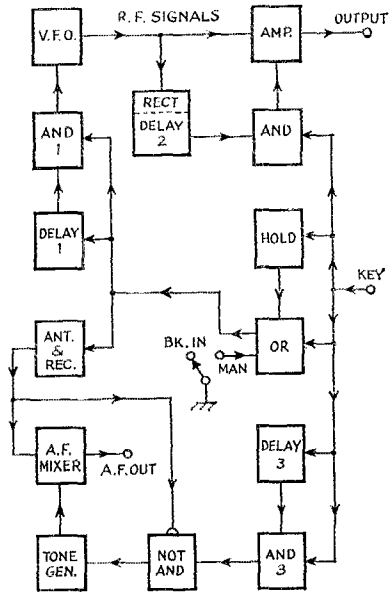 R.F. SIGNALS
V.F.O.
AMP.
OUTPUT
RECT
DELAY
2
AND
1
AND
DELAY
1
HOLD
KEY
ANT.
&
REC.
BK.IN
MAN
OR
A.F.
MIXER
A.F.OUT
DELAY
3
TONE
GEN.
NOT
AND
AND
3